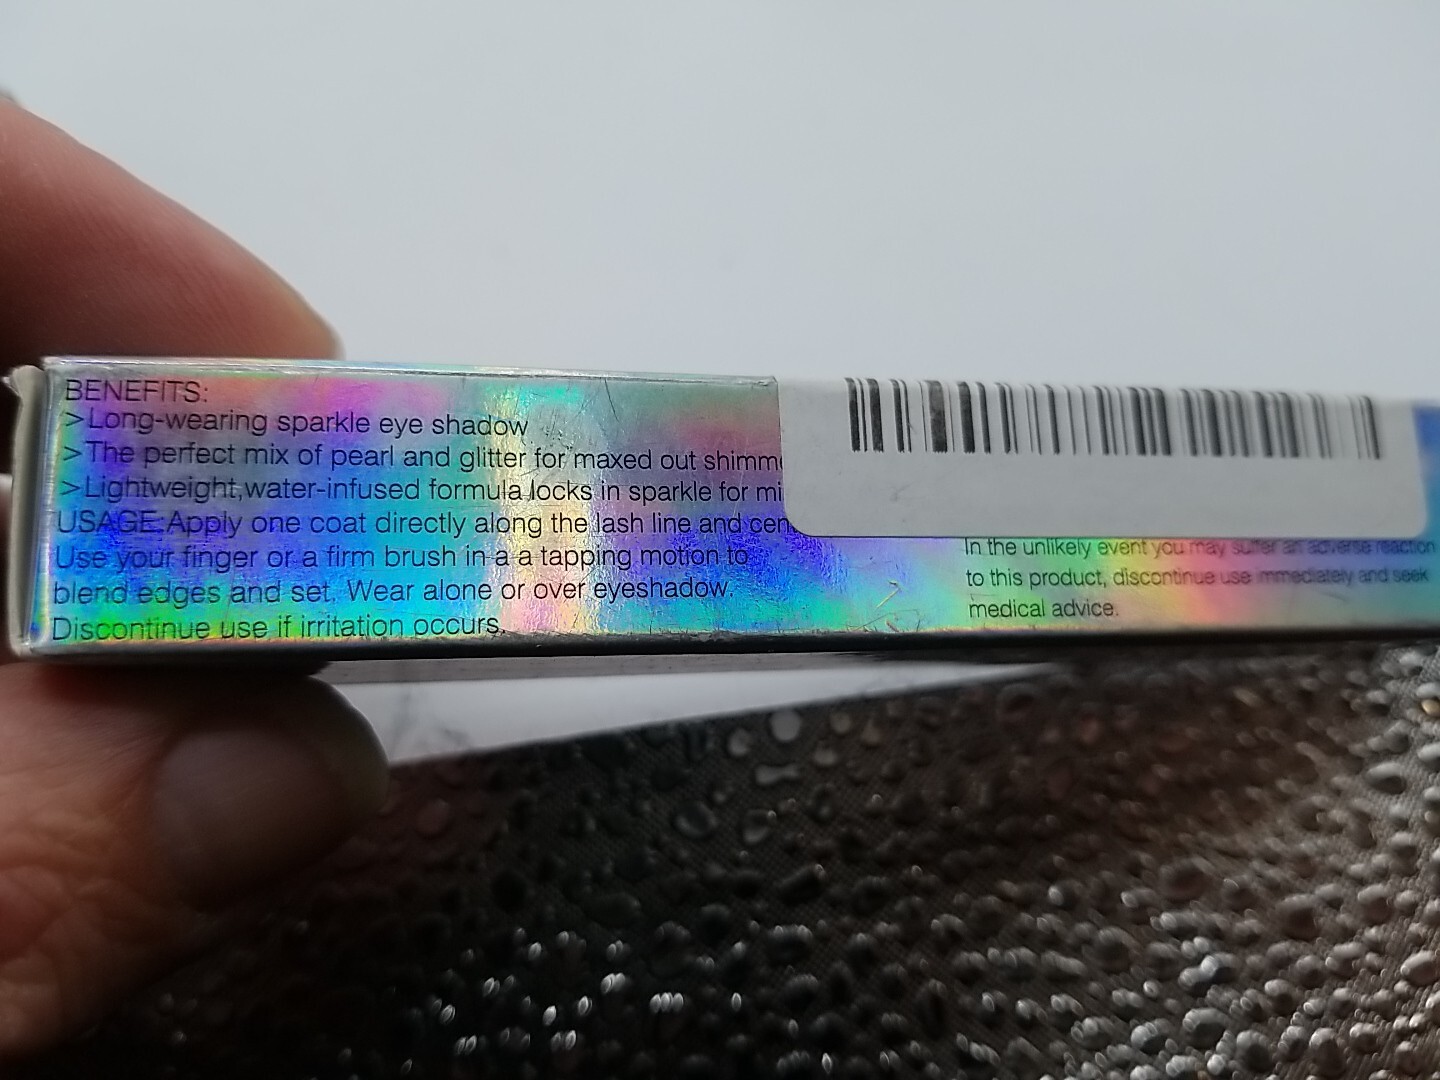 BENEFITS:
>Long-wearing sparkle eye shadow
>The perfect mix of pearl and glitter for maxed out shimm
>Lightweight,water-infused formula locks in sparkle for mi
USAGE:Apply one coat directly along the lash line and cen
Use your finger or a firm brush in-a a tapping motion to
blend edges and set. Wear alone or over eyeshadow.
Discontinue use if irritation occurs.
In the unlikely event you may suffer an adverse reaction
to this product, discontinue use immediately and seek
medical advice.